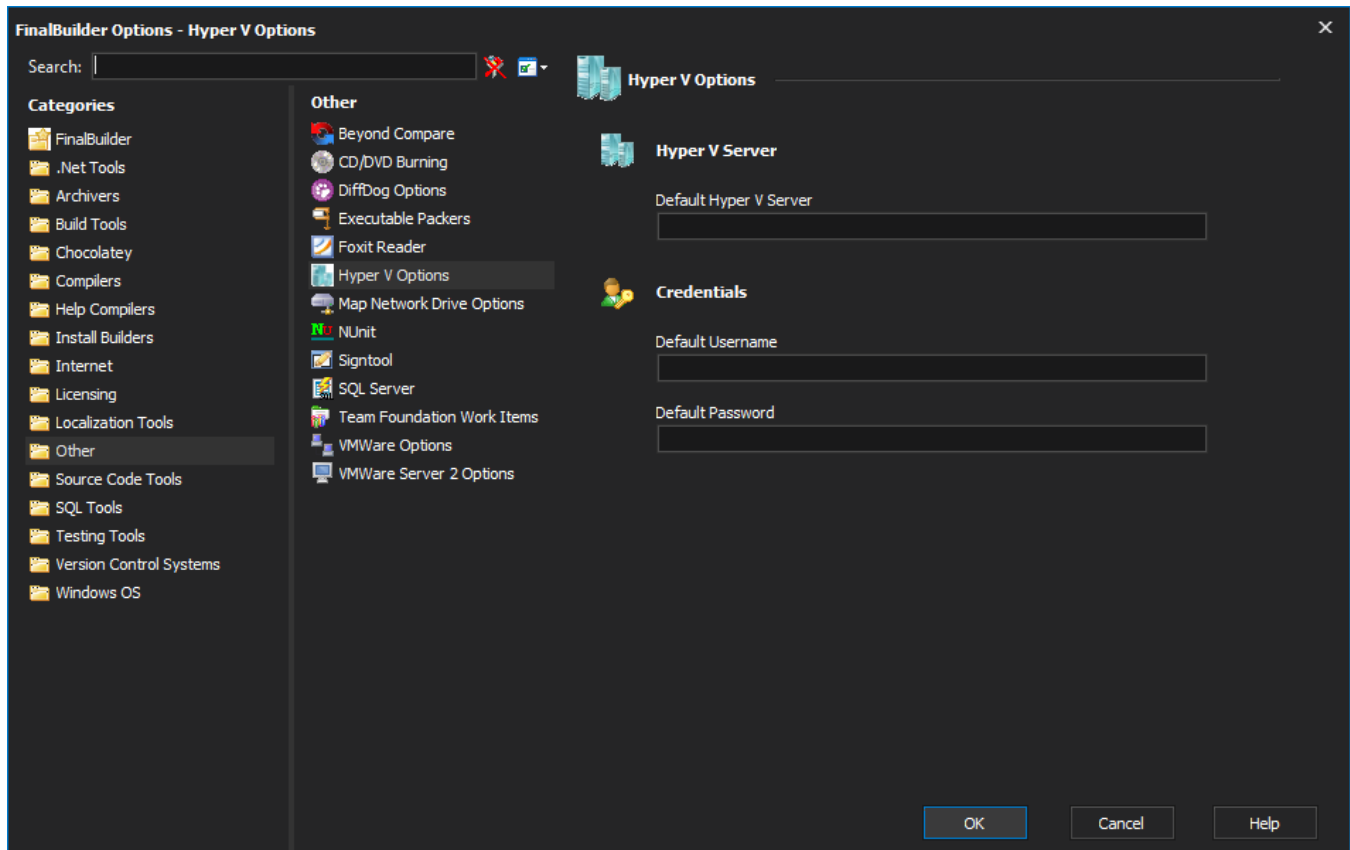 FinalBuilder Options - Hyper V Options
Search:
Categories
FinalBuilder
.Net Tools
Archivers
Build Tools
Chocolatey
Compilers
Help Compilers
Install Builders
Internet
Licensing
Localization Tools
Other
Source Code Tools
SQL Tools
Testing Tools
Version Control Systems
Windows OS
Other
Beyond Compare
CD/DVD Burning
DiffDog Options
Executable Packers
Foxit Reader
Hyper V Options
Map Network Drive Options
NUnit
Signtool
SQL Server
Team Foundation Work Items
VMWare Options
VMWare Server 2 Options
Hyper V Options
Hyper V Server
Default Hyper V Server
Credentials
Default Username
Default Password
OK
Cancel
Help